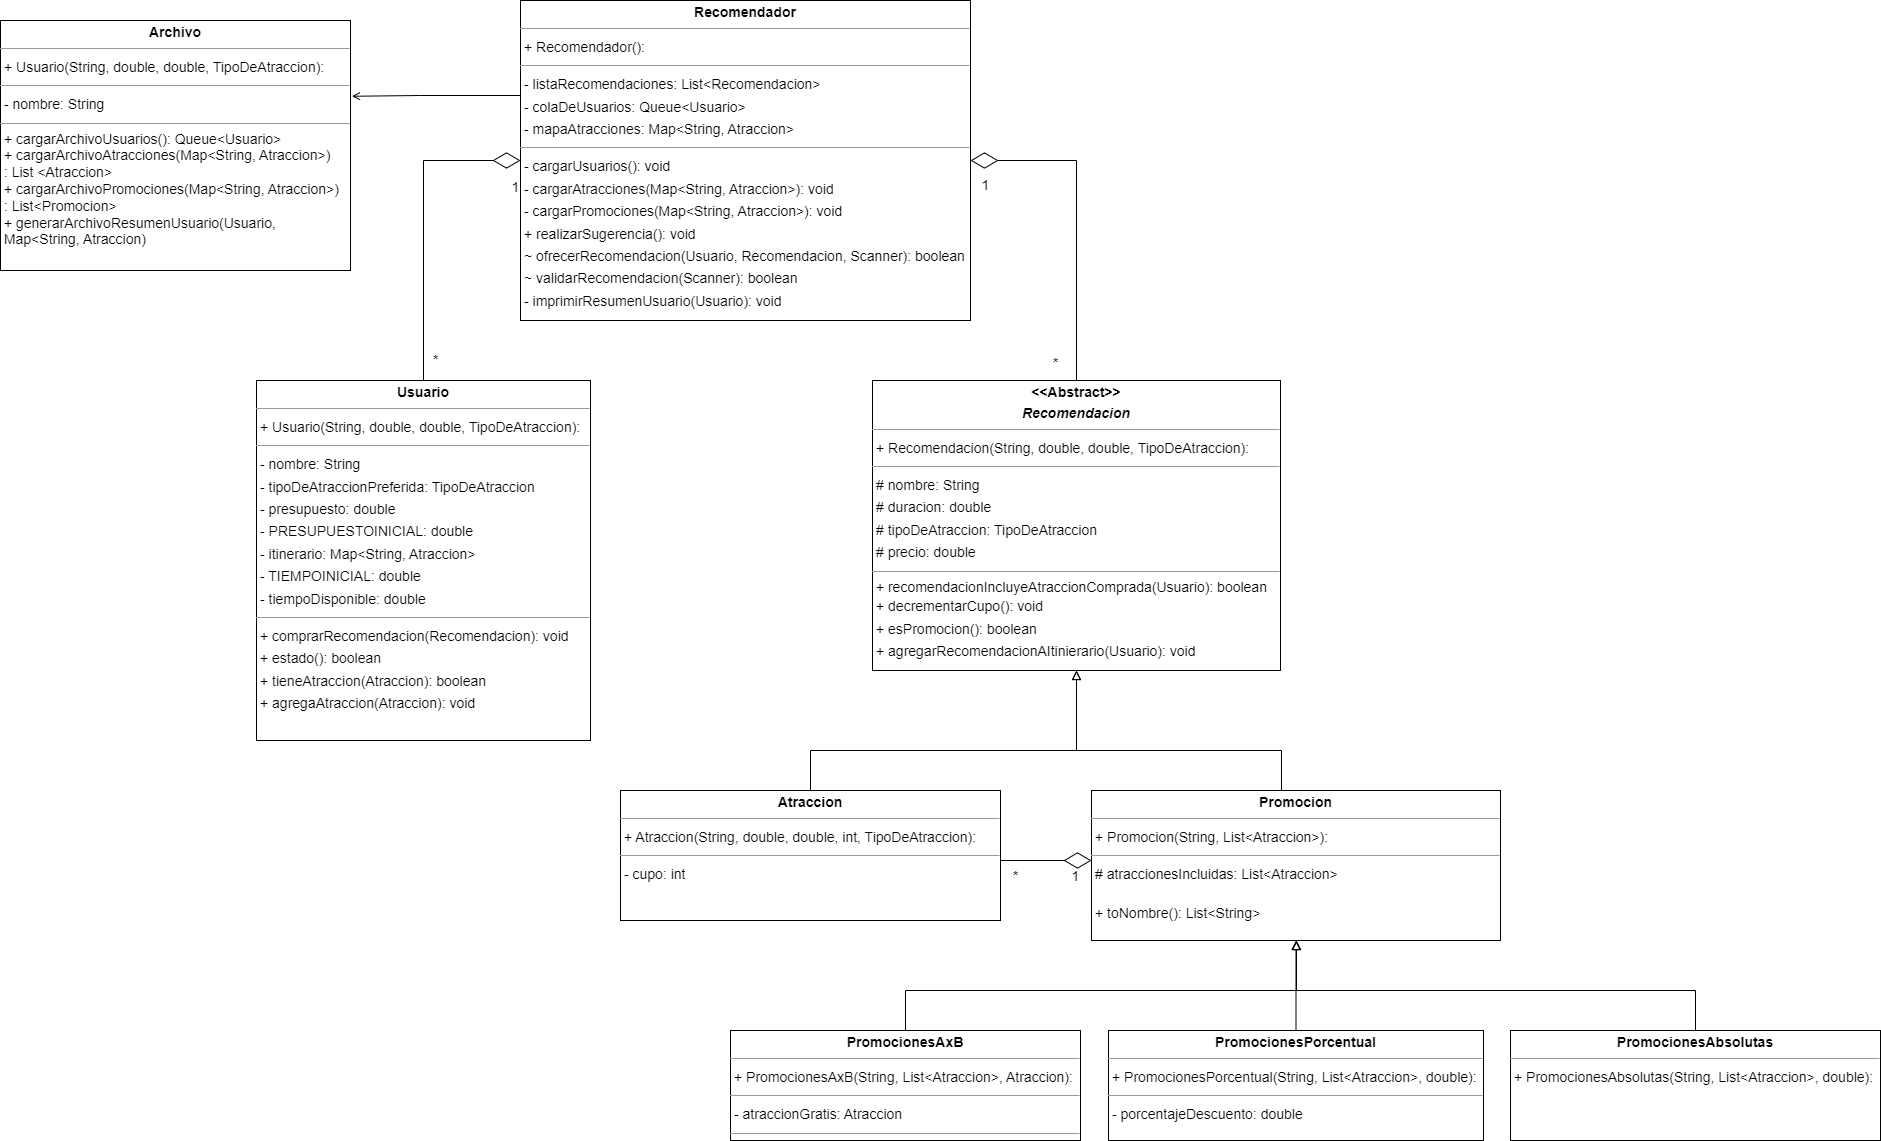 Archivo
+ Usuario(String, double, double, TipoDeAtraccion):
- nombre: String
+ cargarArchivoUsuarios(): Queue<Usuario>
+ cargarArchivoAtracciones(Map<String, Atraccion>)
: List <Atraccion>
+ cargarArchivoPromociones(Map<String, Atraccion>)
: List<Promocion>
+ generarArchivoResumenUsuario(Usuario,
Map<String, Atraccion)
Recomendador
+ Recomendador():
- listaRecomendaciones: List<Recomendacion>
- colaDeUsuarios: Queue<Usuario>
- mapaAtracciones: Map<String, Atraccion>
- cargarUsuarios(): void
- cargarAtracciones(Map<String, Atraccion>): void
- cargarPromociones(Map<String, Atraccion>): void
+ realizarSugerencia(): void
~ ofrecerRecomendacion(Usuario, Recomendacion, Scanner): boolean
~ validarRecomendacion(Scanner): boolean
- imprimirResumenUsuario(Usuario): void
1
1
*
*
Usuario
+ Usuario(String, double, double, TipoDeAtraccion):
- nombre: String
- tipoDeAtraccionPreferida: TipoDeAtraccion
- presupuesto: double
- PRESUPUESTOINICIAL: double
- itinerario: Map<String, Atraccion>
- TIEMPOINICIAL: double
- tiempoDisponible: double
+ comprarRecomendacion(Recomendacion): void
+ estado(): boolean
+ tieneAtraccion(Atraccion): boolean
+ agregaAtraccion(Atraccion): void
<<Abstract>>
Recomendacion
+ Recomendacion(String, double, double, TipoDeAtraccion):
# nombre: String
# duracion: double
# tipoDeAtraccion: TipoDeAtraccion
# precio: double
+ recomendacionIncluyeAtraccionComprada(Usuario): boolean
+ decrementarCupo(): void
+ esPromocion(): boolean
+ agregarRecomendacionAItinierario(Usuario): void
Atraccion
+ Atraccion(String, double, double, int, TipoDeAtraccion):
- cupo: int
*
1
Promocion
+ Promocion(String, List<Atraccion>):
# atraccionesIncluidas: List<Atraccion>
+ toNombre(): List<String>
PromocionesAxB
+ PromocionesAxB(String, List<Atraccion>, Atraccion):
- atraccionGratis: Atraccion
PromocionesPorcentual
+ PromocionesPorcentual(String, List<Atraccion>, double):
- porcentajeDescuento: double
PromocionesAbsolutas
+ PromocionesAbsolutas(String, List<Atraccion>, double):